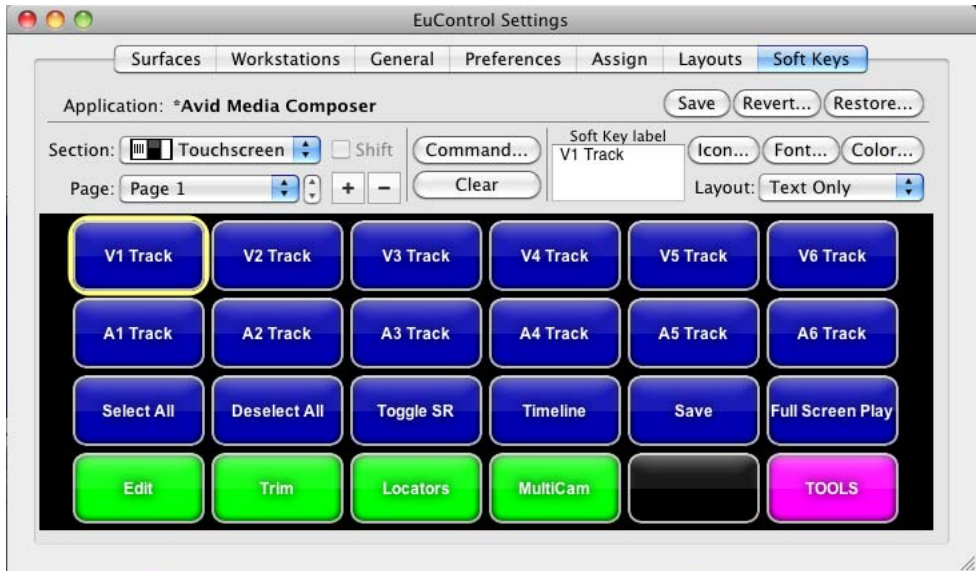 EuControl Settings
Surfaces Workstations General Preferences Assign Layouts Soft Keys
Application: *Avid Media Composer Save Revert... Restore...
Section: Touchscreen Shift Command... Soft Key label Icon... Font... Color...
V1 Track
Page: Page 1 + - Clear Layout: Text Only
V1 Track V2 Track V3 Track V4 Track V5 Track V6 Track
A1 Track A2 Track A3 Track A4 Track A5 Track A6 Track
Select All Deselect All Toggle SR Timeline Save Full Screen Play
Edit Trim Locators MultiCam TOOLS